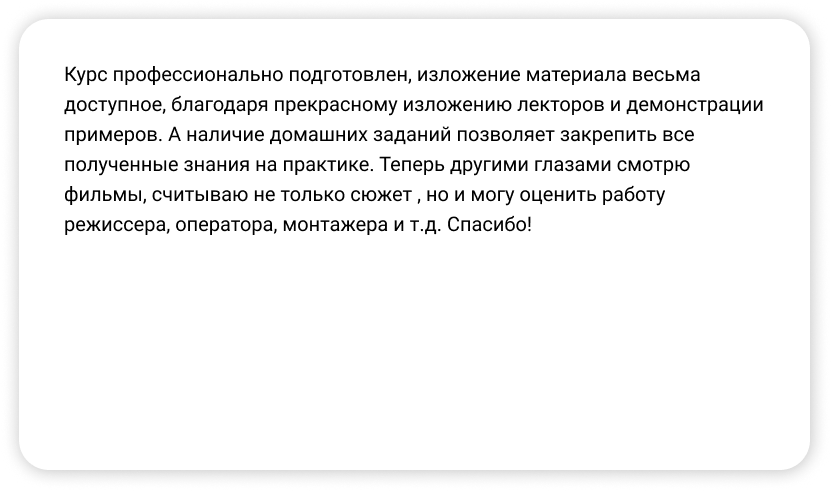 Курс профессионально подготовлен, изложение материала весьма
доступное, благодаря прекрасному изложению лекторов и демонстрации
примеров. А наличие домашних заданий позволяет закрепить все
полученные знания на практике. Теперь другими глазами смотрю
фильмы, считываю не только сюжет , но и могу оценить работу
режиссера, оператора, монтажера и т.д. Спасибо!